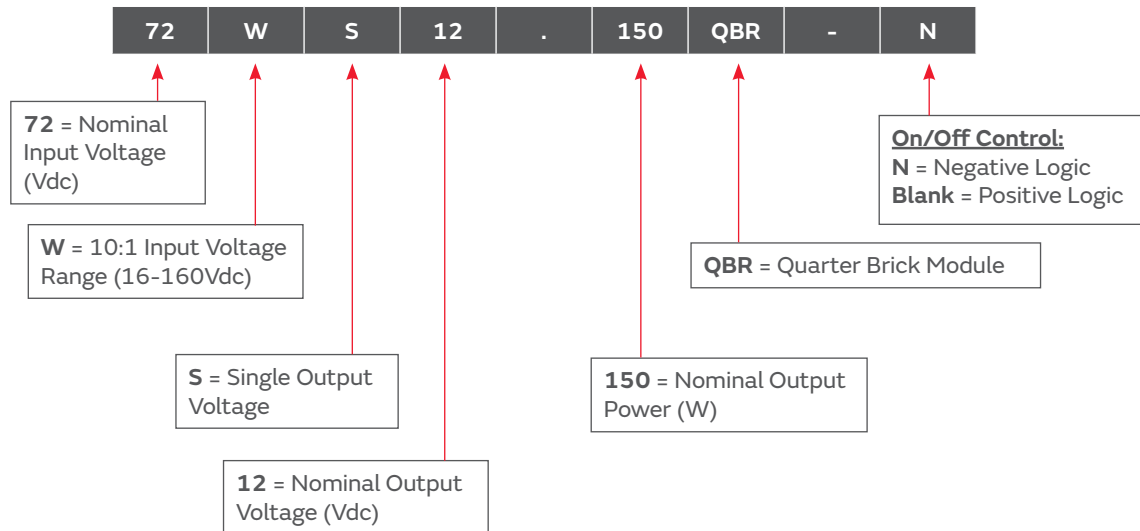 72 W S 12 . 150 QBR - N
72 = Nominal
Input Voltage
(Vdc)
On/Off Control:
N = Negative Logic
Blank = Positive Logic
W = 10:1 Input Voltage
Range (16-160Vdc)
QBR = Quarter Brick Module
S = Single Output
Voltage
150 = Nominal Output
Power (W)
12 = Nominal Output
Voltage (Vdc)